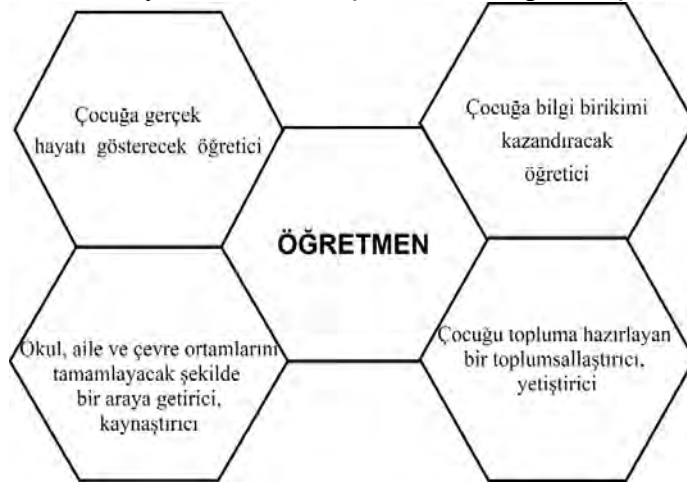 Çocuğa gerçek
hayatı gösterecek öğretici
Çocuğa bilgi birikimi
kazandıracak
öğretici
ÖĞRETMEN
Okul, aile ve çevre ortamlarını
tamamlayacak şekilde
bir araya getirici,
kaynaştırıcı
Çocuğu topluma hazırlayan
bir toplumsallaştırıcı,
yetiştirici